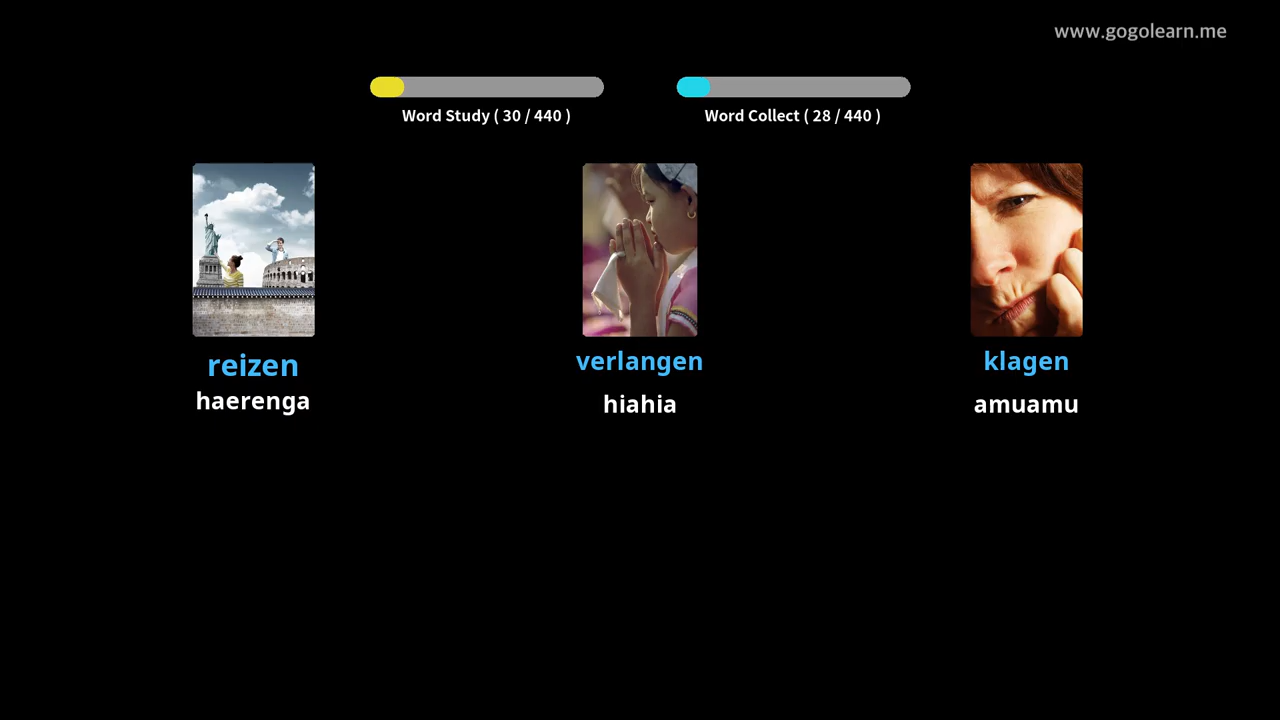 www.gogolearn.me
Word Study ( 30 / 440 )
Word Collect ( 28 / 440 )
reizen
verlangen
klagen
haerenga
hiahia
amuamu